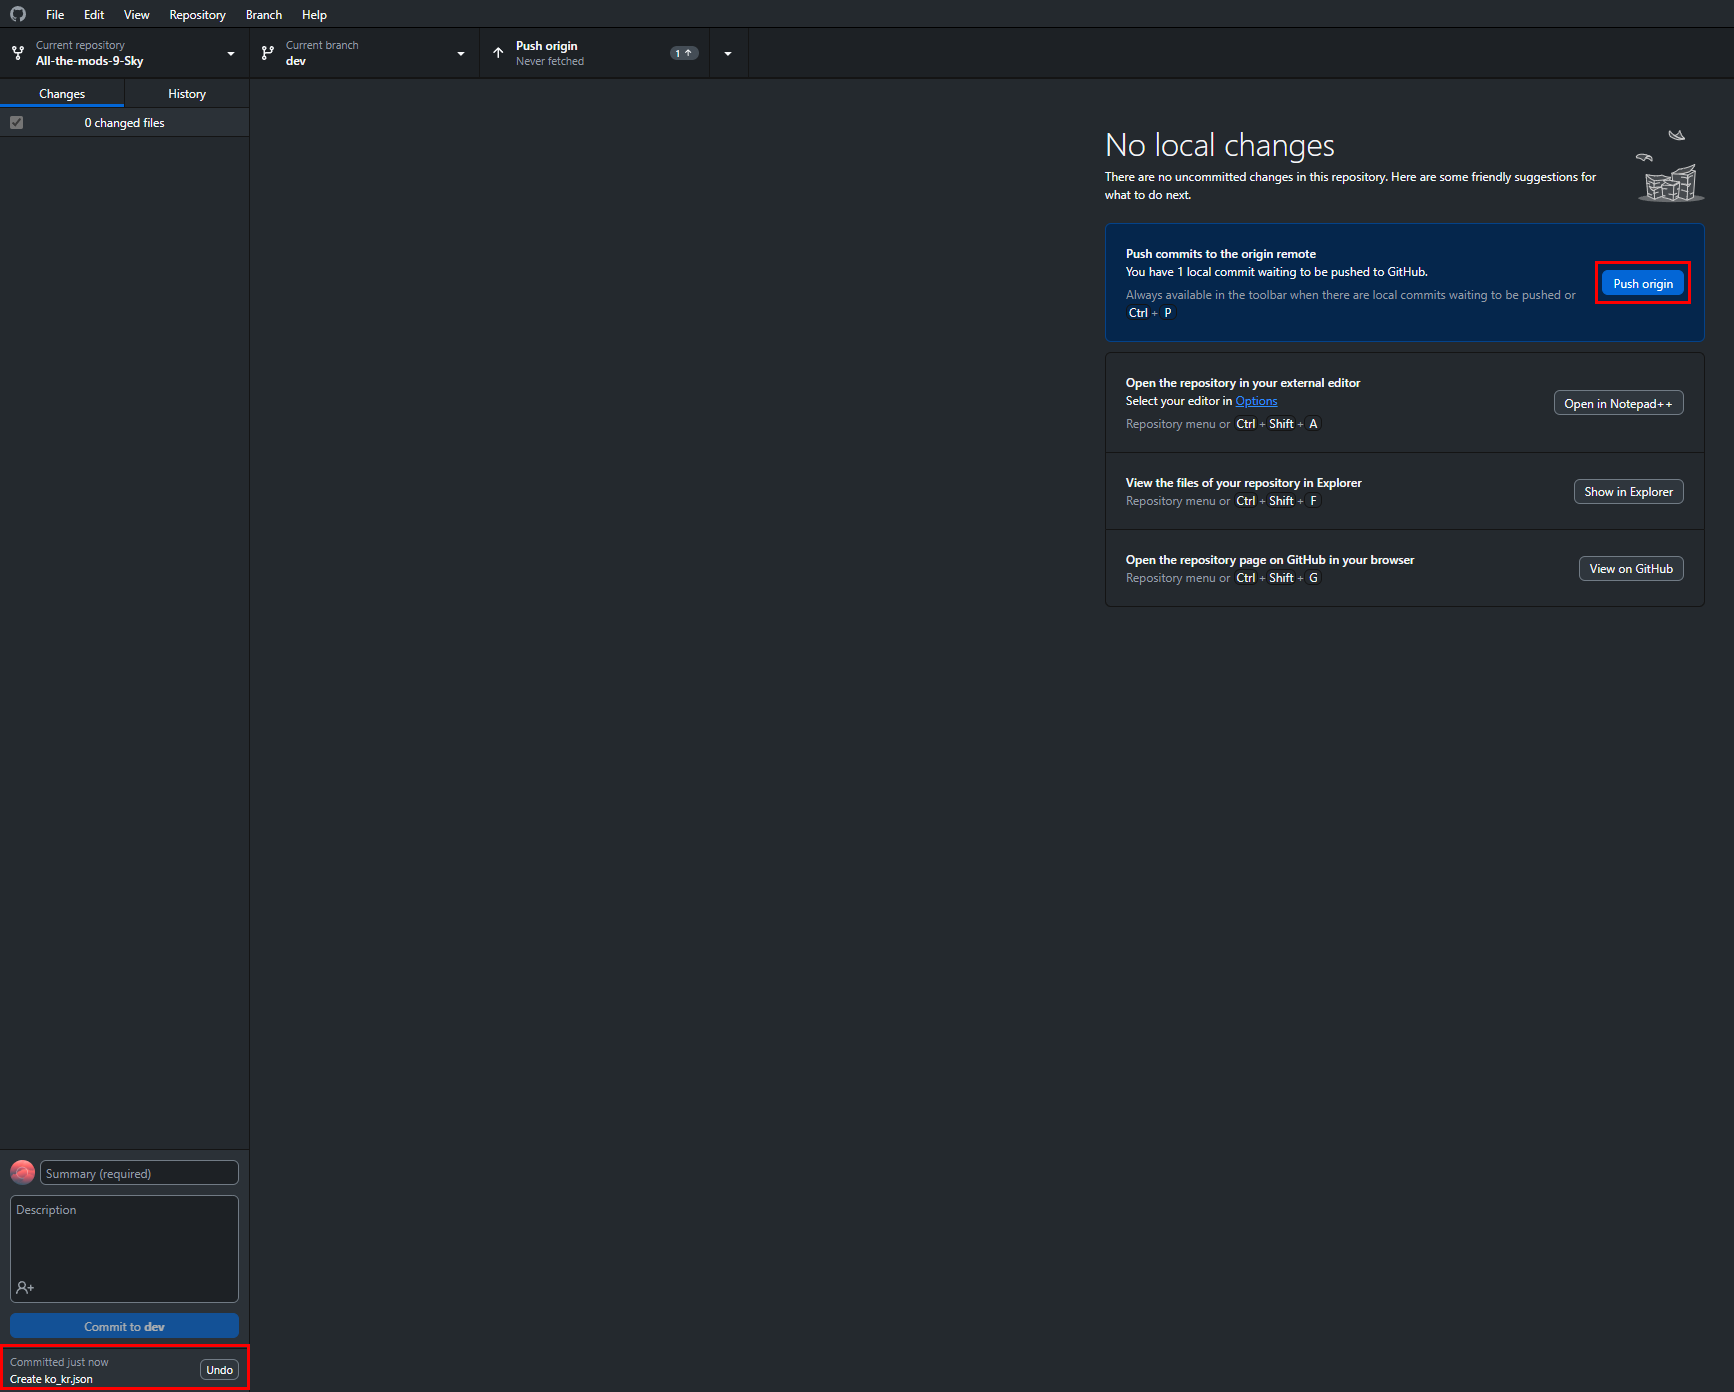 File Edit View Repository Branch Help
Current repository
All-the-mods-9-Sky
Current branch
dev
Push origin
Never fetched
1
Changes
History
0 changed files
No local changes
There are no uncommitted changes in this repository. Here are some friendly suggestions for
what to do next.
Push commits to the origin remote
You have 1 local commit waiting to be pushed to GitHub.
Always available in the toolbar when there are local commits waiting to be pushed or
Ctrl + P
Push origin
Open the repository in your external editor
Select your editor in Options
Repository menu or Ctrl + Shift + A
Open in Notepad++
View the files of your repository in Explorer
Repository menu or Ctrl + Shift + F
Show in Explorer
Open the repository page on GitHub in your browser
Repository menu or Ctrl + Shift + G
View on GitHub
Summary (required)
Description
Commit to dev
Committed just now
Create ko_kr.json
Undo